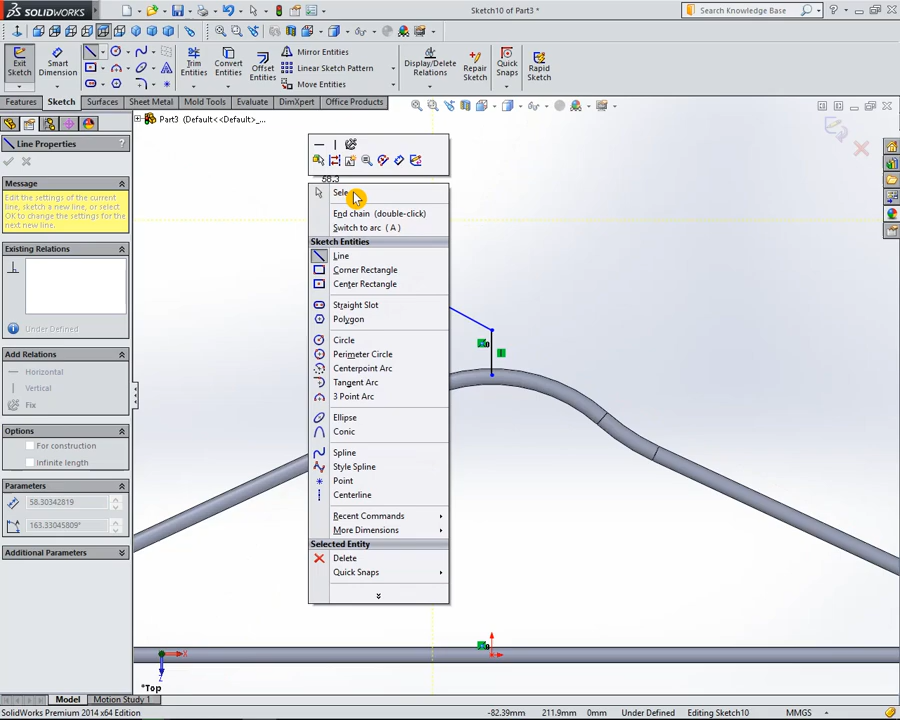 SOLIDWORKS
Sketch10 of Part3 *
Search Knowledge Base
Exit Sketch
Smart Dimension
Trim Entities
Convert Entities
Offset Entities
Mirror Entities
Linear Sketch Pattern
Move Entities
Display/Delete Relations
Repair Sketch
Quick Snaps
Rapid Sketch
Features
Sketch
Surfaces
Sheet Metal
Mold Tools
Evaluate
DimXpert
Office Products
Part3 (Default<<Default>_...
Line Properties
?
Message
Edit the settings of the current line, sketch a new line, or select OK to change the settings for the next new line.
Existing Relations
Under Defined
Add Relations
Horizontal
Vertical
Fix
Options
For construction
Infinite length
Parameters
58.30342819
163.33045809°
Additional Parameters
58.3
End chain (double-click)
Switch to arc ( A )
Sketch Entities
Line
Corner Rectangle
Center Rectangle
Straight Slot
Polygon
Circle
Perimeter Circle
Centerpoint Arc
Tangent Arc
3 Point Arc
Ellipse
Conic
Spline
Style Spline
Point
Centerline
Recent Commands
More Dimensions
Selected Entity
Delete
Quick Snaps
X
Z
*Top
Model
Motion Study 1
SolidWorks Premium 2014 x64 Edition
-82.39mm
211.9mm
0mm
Under Defined
Editing Sketch10
MMGS